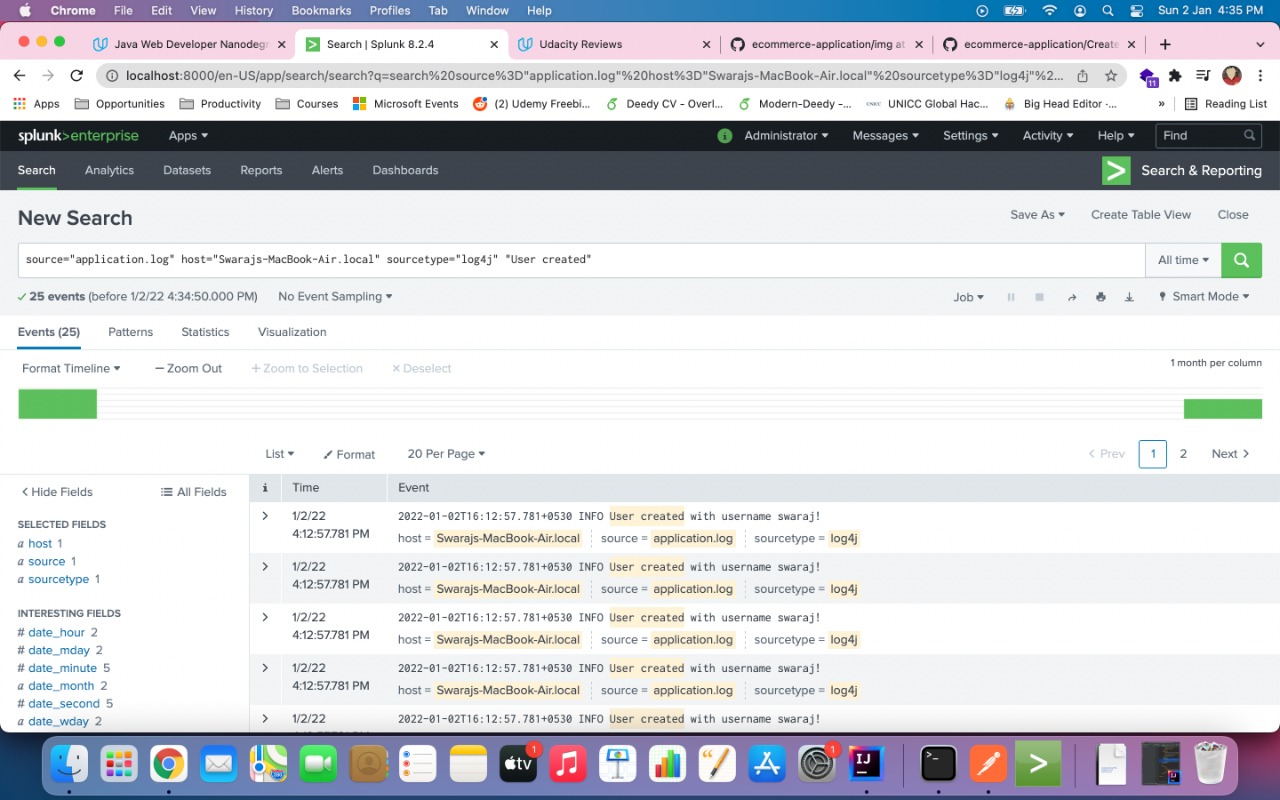 Chrome File Edit View History Bookmarks Profiles Tab Window Help Sun 2 Jan 4:35 PM
Java Web Developer Nanodegr Search | Splunk 8.2.4 Udacity Reviews ecommerce-application/img at ecommerce-application/Create
localhost:8000/en-US/app/search/search?q=search%20source%3D"application.log"%20host%3D"Swarajs-MacBook-Air.local"%20sourcetype%3D"log4j"%2... 11
Apps Opportunities Productivity Courses Microsoft Events (2) Udemy Freebi... Deedy CV - Overl... Modern-Deedy -... UNICC Global Hac... Big Head Editor -... » Reading List
splunk>enterprise Apps Administrator Messages Settings Activity Help Find
Search Analytics Datasets Reports Alerts Dashboards Search & Reporting
New Search Save As Create Table View Close
source="application.log" host="Swarajs-MacBook-Air.local" sourcetype="log4j" "User created" All time
✓ 25 events (before 1/2/22 4:34:50.000 PM) No Event Sampling Job Smart Mode
Events (25) Patterns Statistics Visualization
Format Timeline — Zoom Out + Zoom to Selection × Deselect 1 month per column
List Format 20 Per Page < Prev 1 2 Next >
< Hide Fields All Fields i Time Event
SELECTED FIELDS
a host 1
a source 1
a sourcetype 1
INTERESTING FIELDS
# date_hour 2
# date_mday 2
# date_minute 5
a date_month 2
# date_second 5
a date_wday 2
> 1/2/22 2022-01-02T16:12:57.781+0530 INFO User created with username swaraj!
4:12:57.781 PM host = Swarajs-MacBook-Air.local source = application.log sourcetype = log4j
> 1/2/22 2022-01-02T16:12:57.781+0530 INFO User created with username swaraj!
4:12:57.781 PM host = Swarajs-MacBook-Air.local source = application.log sourcetype = log4j
> 1/2/22 2022-01-02T16:12:57.781+0530 INFO User created with username swaraj!
4:12:57.781 PM host = Swarajs-MacBook-Air.local source = application.log sourcetype = log4j
> 1/2/22 2022-01-02T16:12:57.781+0530 INFO User created with username swaraj!
4:12:57.781 PM host = Swarajs-MacBook-Air.local source = application.log sourcetype = log4j
> 1/2/22 2022-01-02T16:12:57.781+0530 INFO User created with username swaraj!
tv 1 1 IJ